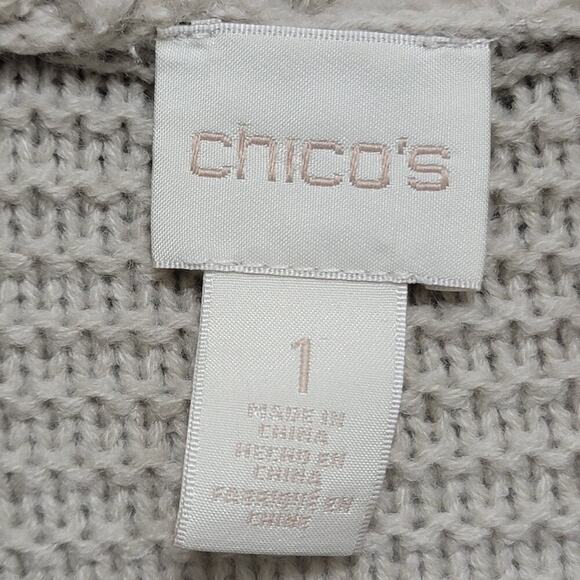 chico's
1
MADE IN
CHINA
HECHO EN
CHINA
FABRIQUÉ EN
CHINE